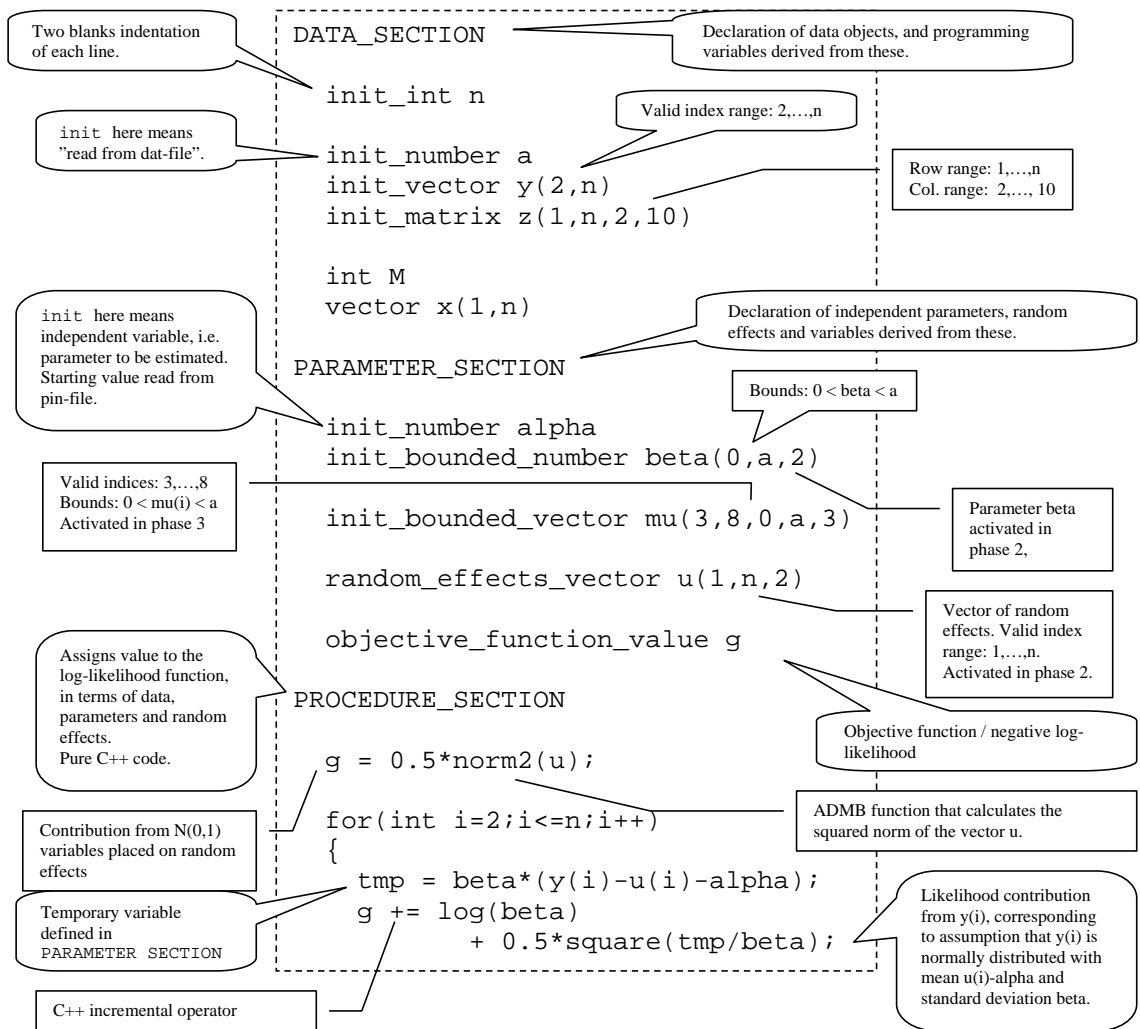 Two blanks indentation
of each line.
DATA_SECTION
Declaration of data objects, and programming
variables derived from these.
init_int n
Valid index range: 2,…,n
init here means
”read from dat-file”.
init_number a
init_vector y(2,n)
init_matrix z(1,n,2,10)
Row range: 1,…,n
Col. range: 2,…, 10
int M
vector x(1,n)
init here means
independent variable, i.e.
parameter to be estimated.
Starting value read from
pin-file.
Declaration of independent parameters, random
effects and variables derived from these.
PARAMETER_SECTION
Bounds: 0 < beta < a
init_number alpha
init_bounded_number beta(0,a,2)
Valid indices: 3,…,8
Bounds: 0 < mu(i) < a
Activated in phase 3
init_bounded_vector mu(3,8,0,a,3)
Parameter beta
activated in
phase 2,
random_effects_vector u(1,n,2)
Vector of random
effects. Valid index
range: 1,…,n.
Activated in phase 2.
objective_function_value g
Assigns value to the
log-likelihood function,
in terms of data,
parameters and random
effects.
Pure C++ code.
PROCEDURE_SECTION
Objective function / negative log-
likelihood
g = 0.5*norm2(u);
ADMB function that calculates the
squared norm of the vector u.
Contribution from N(0,1)
variables placed on random
effects
for(int i=2;i<=n;i++)
{
tmp = beta*(y(i)-u(i)-alpha);
g += log(beta)
+ 0.5*square(tmp/beta);
Temporary variable
defined in
PARAMETER SECTION
Likelihood contribution
from y(i), corresponding
to assumption that y(i) is
normally distributed with
mean u(i)-alpha and
standard deviation beta.
C++ incremental operator